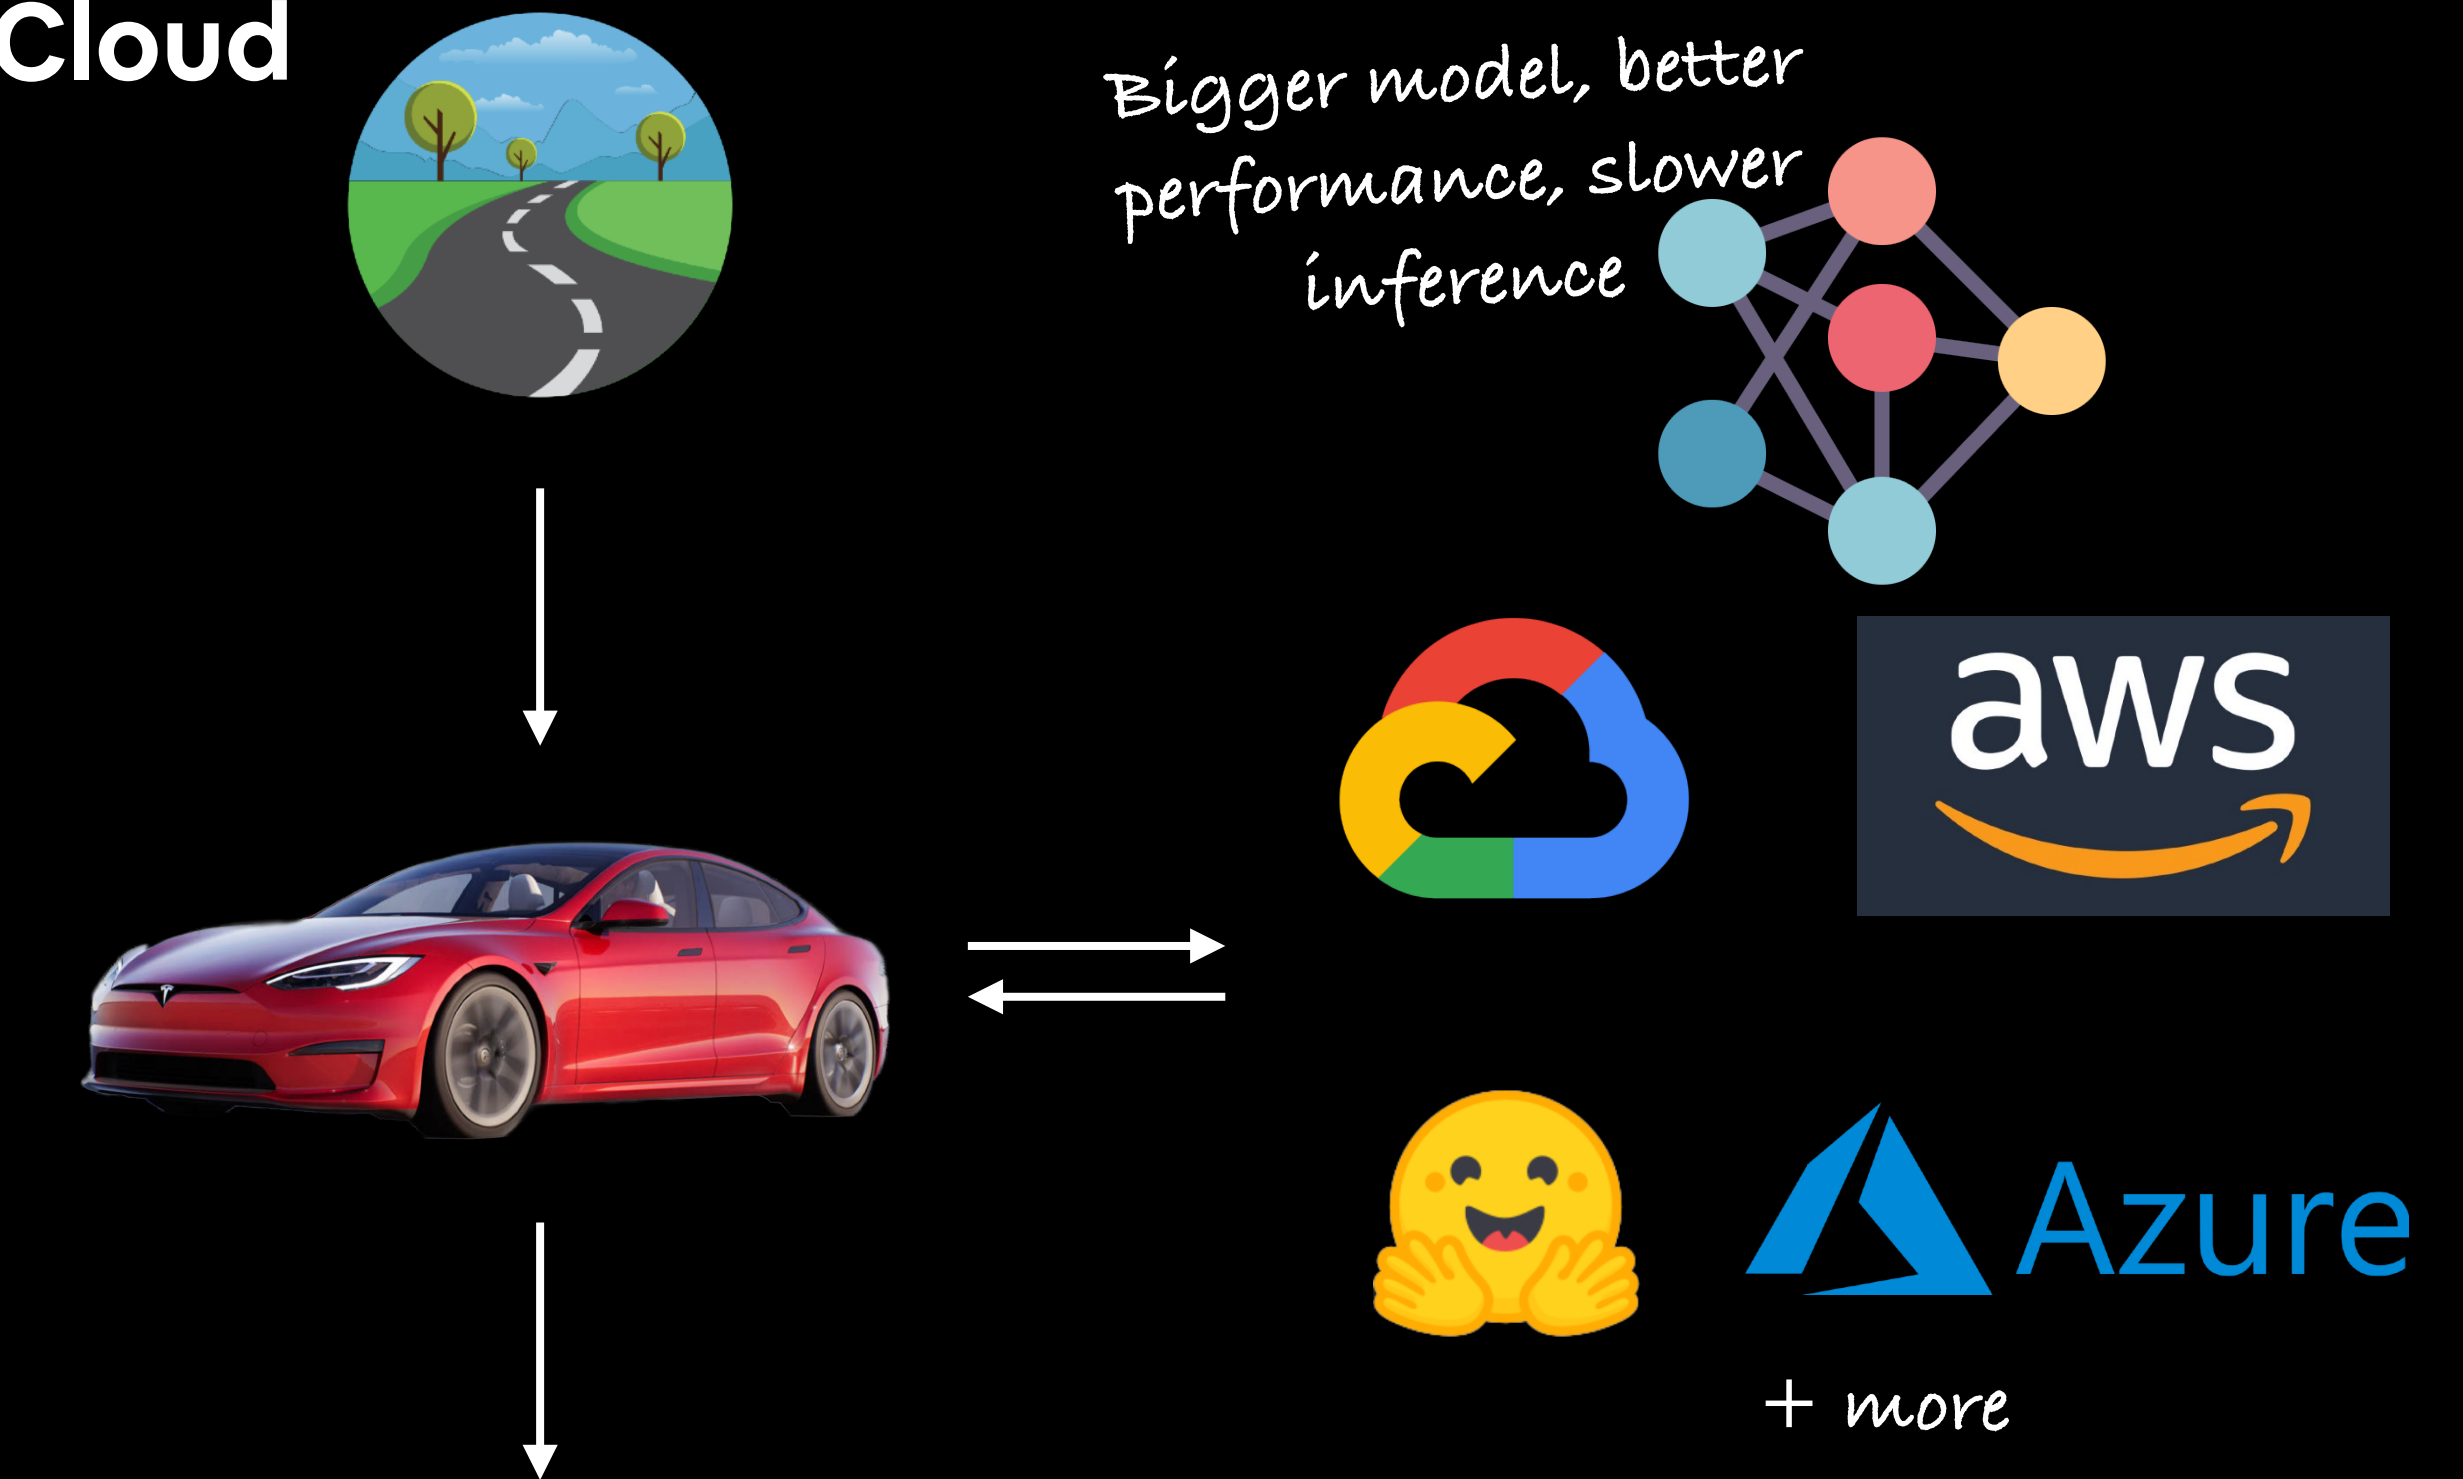 Cloud
Bigger model, better
performance, slower
inference
aws
Azure
+ more